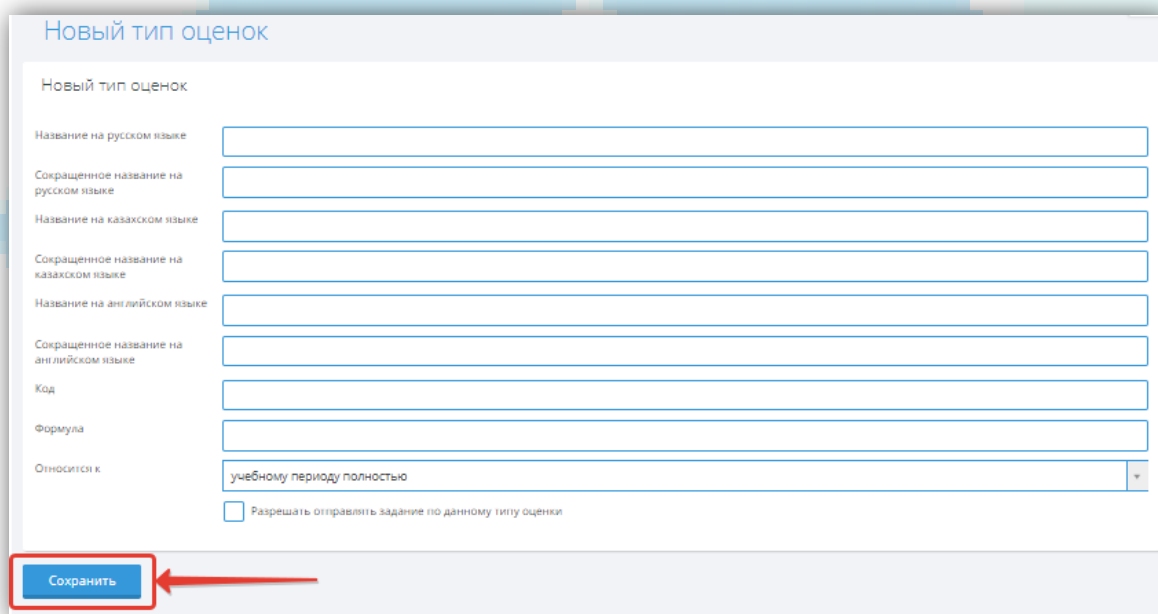 Новый тип оценок
Новый тип оценок
Название на русском языке
Сокращенное название на
русском языке
Название на казахском языке
Сокращенное название на
казахском языке
Название на английском языке
Сокращенное название на
английском языке
Код
Формула
Относится к
учебному периоду полностью
Разрешать отправлять задание по данному типу оценки
Сохранить